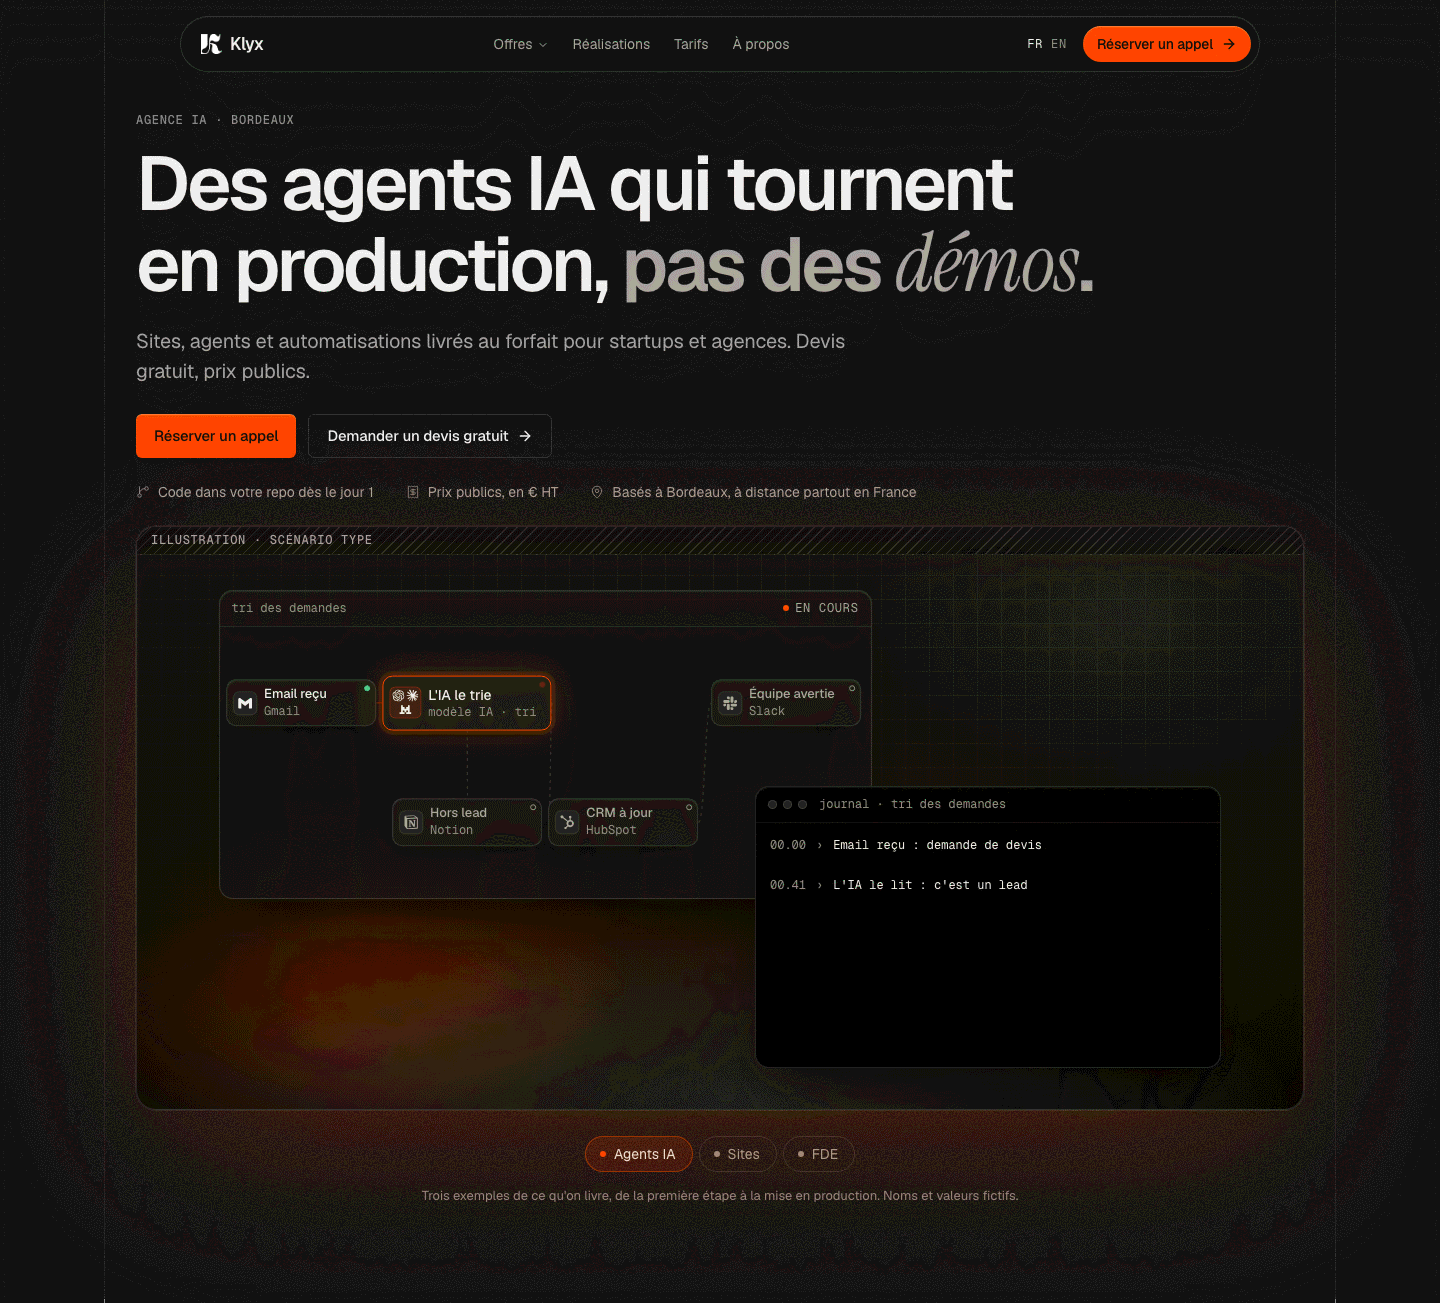 Klyx
Offres
Réalisations
Tarifs
À propos
FR EN
Réserver un appel
AGENCE IA · BORDEAUX
Des agents IA qui tournent
en production, pas des démos.
Sites, agents et automatisations livrés au forfait pour startups et agences. Devis
gratuit, prix publics.
Réserver un appel
Demander un devis gratuit
Code dans votre repo dès le jour 1
Prix publics, en € HT
Basés à Bordeaux, à distance partout en France
ILLUSTRATION · SCÉNARIO TYPE
tri des demandes
EN COURS
Email reçu
Gmail
L'IA le trie
modèle IA · tri
Équipe avertie
Slack
Hors lead
Notion
CRM à jour
HubSpot
journal · tri des demandes
00.00 › Email reçu : demande de devis
00.41 › L'IA le lit : c'est un lead
Agents IA
Sites
FDE
Trois exemples de ce qu'on livre, de la première étape à la mise en production. Noms et valeurs fictifs.